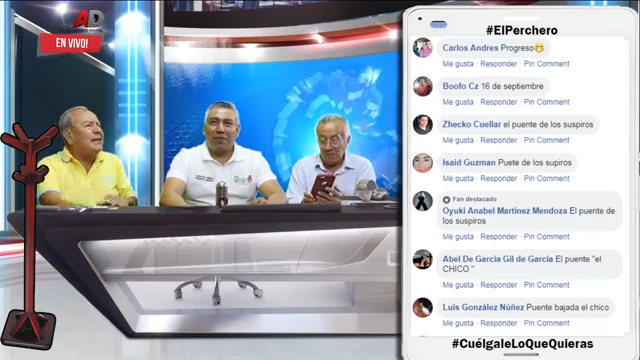 AD
EN VIVO!
#ElPerchero
Carlos Andres Progreso
Me gusta · Responder · Pin Comment
Boofo Cz 16 de septiembre
Me gusta · Responder · Pin Comment
Zhecko Cuellar el puente de los suspiros
Me gusta · Responder · Pin Comment
Isaid Guzman Puete de los supiros
Me gusta · Responder · Pin Comment
Fan destacado
Oyuki Anabel Martinez Mendoza El puente
de los suspiros
Me gusta · Responder · Pin Comment
Abel De Garcia Gil de Garcia El puente "el
CHICO "
Me gusta · Responder · Pin Comment
Luis González Núñez Puente bajada el chico
Me gusta · Responder · Pin Comment
#CuélgaleLoQueQuieras